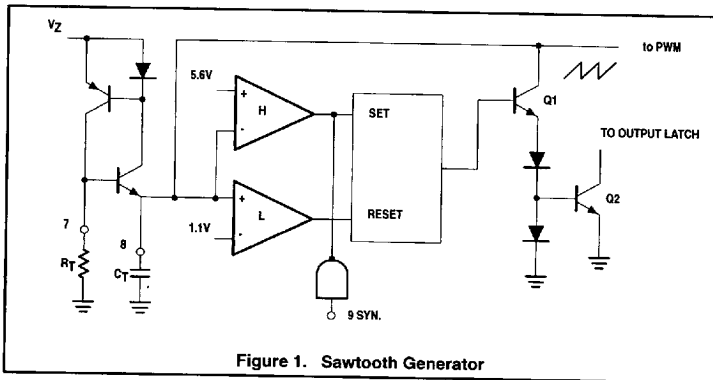 VZ
to PWM
5.6V
+
H
-
SET
Q1
TO OUTPUT LATCH
+
L
-
RESET
Q2
7
8
1.1V
RT
CT
9 SYN.
Figure 1. Sawtooth Generator